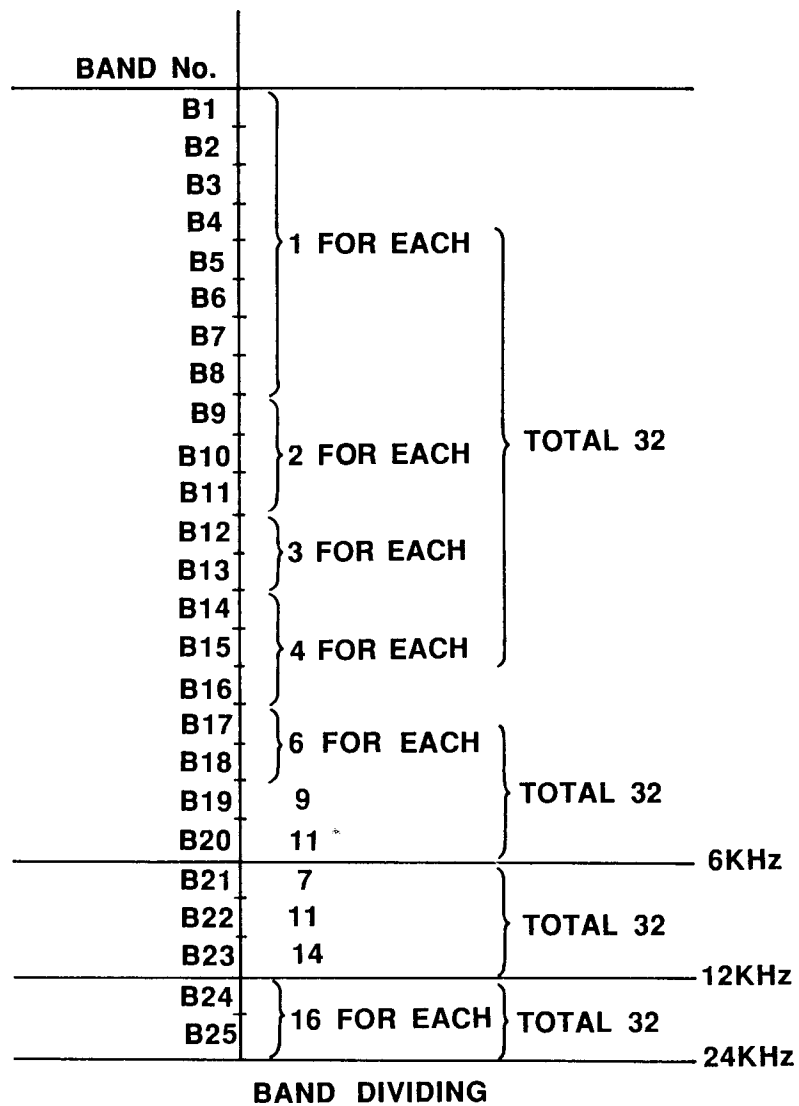 BAND No.
B1
B2
B3
B4
1 FOR EACH
B5
B6
B7
B8
B9
TOTAL 32
B10
2 FOR EACH
B11
B12
3 FOR EACH
B13
B14
B15
4 FOR EACH
B16
B17
6 FOR EACH
B18
B19 9
TOTAL 32
B20 11
6KHz
B21 7
B22 11
TOTAL 32
B23 14
12KHz
B24
16 FOR EACH
TOTAL 32
B25
24KHz
BAND DIVIDING